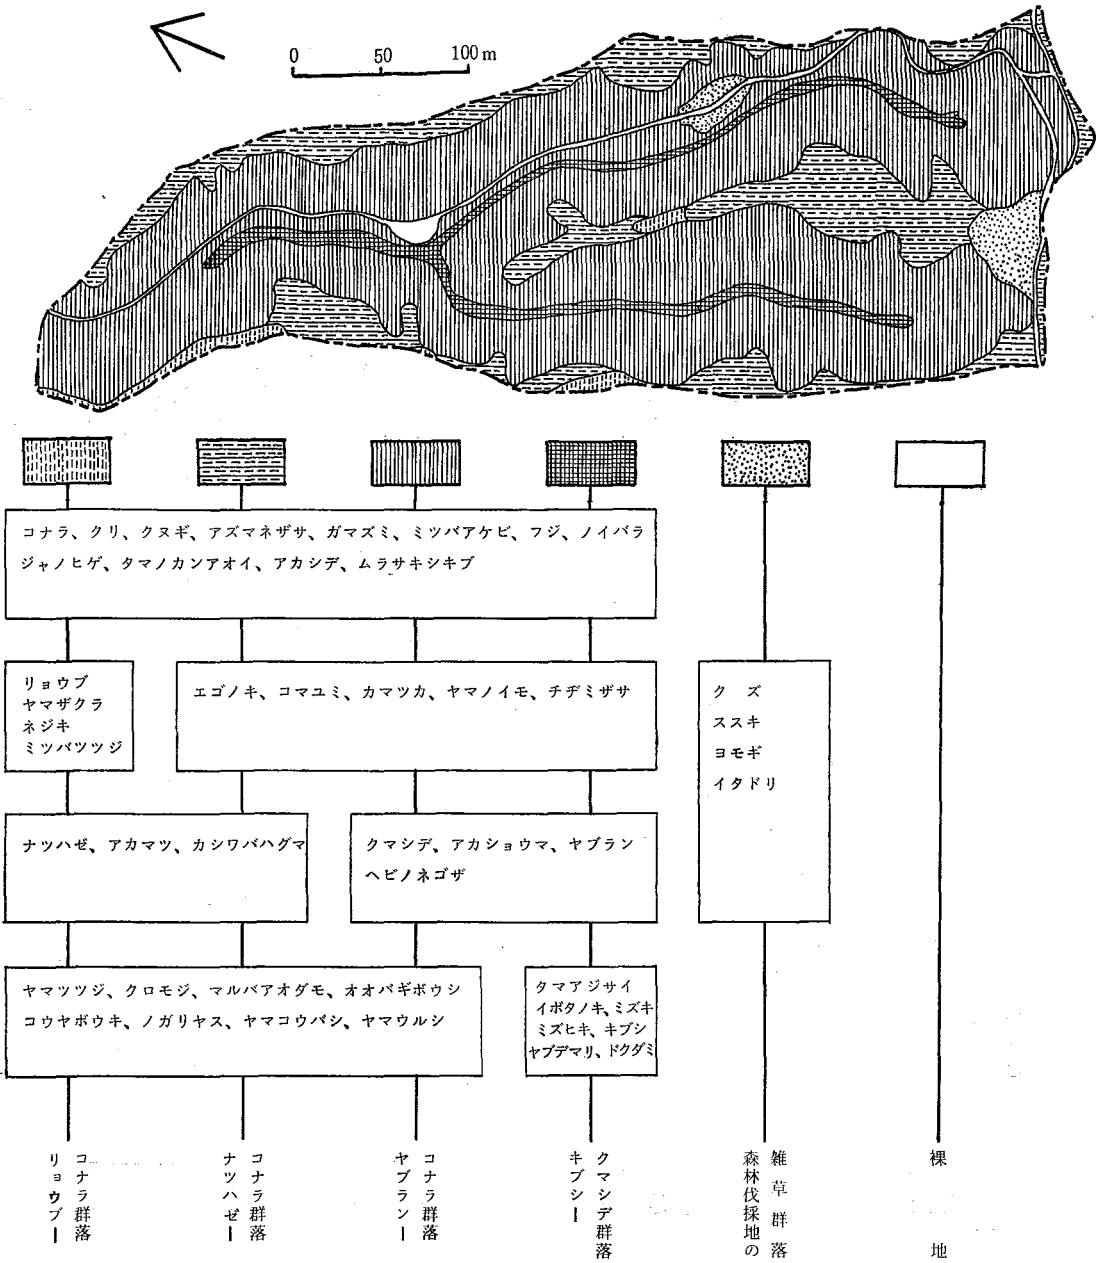 0 50 100m
コナラ、クリ、クヌギ、アズマネザサ、ガマズミ、ミツバアケビ、フジ、ノイバラ
ジャノヒゲ、タマノカンアオイ、アカシデ、ムラサキシキブ
リョウブ
ヤマザクラ
ネジキ
ミツバツツジ
エゴノキ、コマユミ、カマツカ、ヤマノイモ、チヂミザサ
クズ
ススキ
ヨモギ
イタドリ
ナツハゼ、アカマツ、カシワバハグマ
クマシデ、アカショウマ、ヤブラン
ヘビノネゴザ
ヤマツツジ、クロモジ、マルバアオダモ、オオバギボウシ
コウヤボウキ、ノガリヤス、ヤマコウバシ、ヤマウルシ
タマアジサイ
イボタノキ、ミズキ
ミズヒキ、キブシ
ヤブデマリ、ドクダミ
リョウブー
コナラ群落
ナツハゼー
コナラ群落
ヤブランー
コナラ群落
キブシー
クマシデ群落
森林伐採地の
雑草群落
裸地